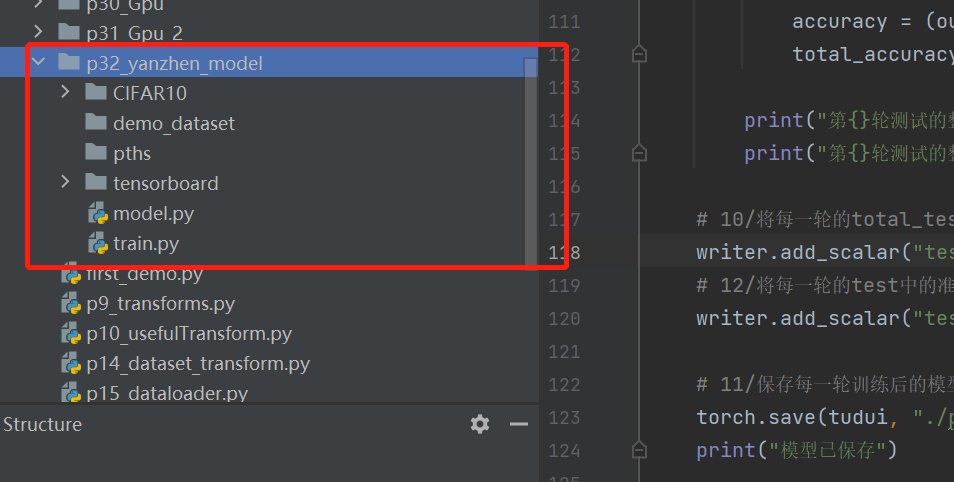 p30_Gpu
p31_Gpu_2
p32_yanzhen_model
CIFAR10
demo_dataset
pths
tensorboard
model.py
train.py
first_demo.py
p9_transforms.py
p10_usefulTransform.py
p14_dataset_transform.py
p15_dataloader.py
Structure
111 accuracy = (ou
112 total_accuracy
113
114 print("第{}轮测试的整
115 print("第{}轮测试的整
116
117 # 10/将每一轮的total_tes
118 writer.add_scalar("tes
119 # 12/将每一轮的test中的准
120 writer.add_scalar("tes
121
122 # 11/保存每一轮训练后的模型
123 torch.save(tudui, "./p
124 print("模型已保存")
125